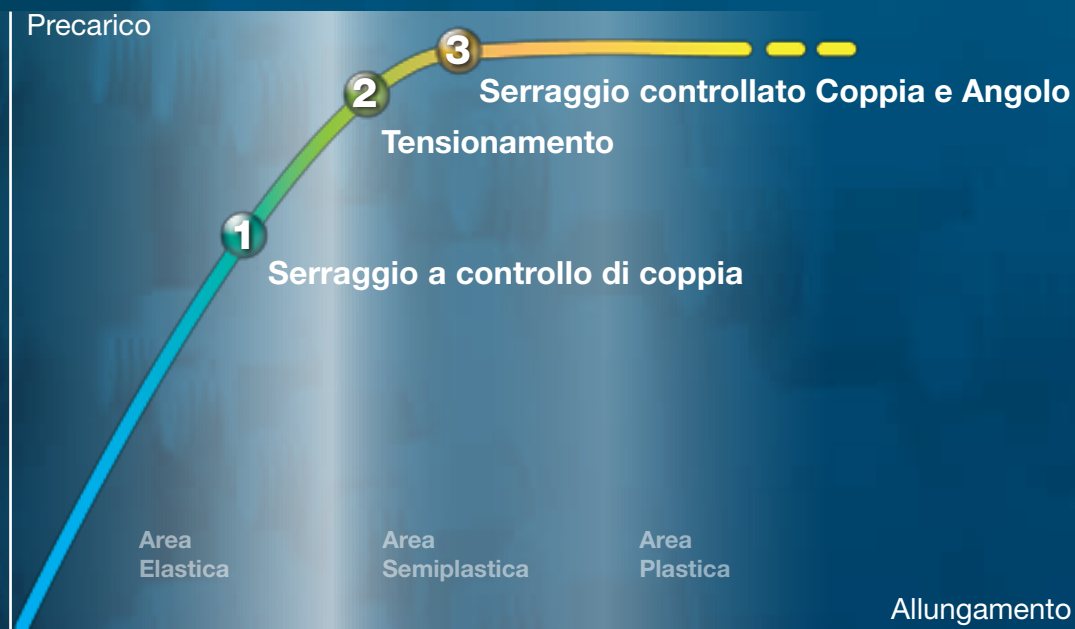 Precarico
3
Serraggio controllato Coppia e Angolo
2
Tensionamento
1
Serraggio a controllo di coppia
Area
Elastica
Area
Semiplastica
Area
Plastica
Allungamento